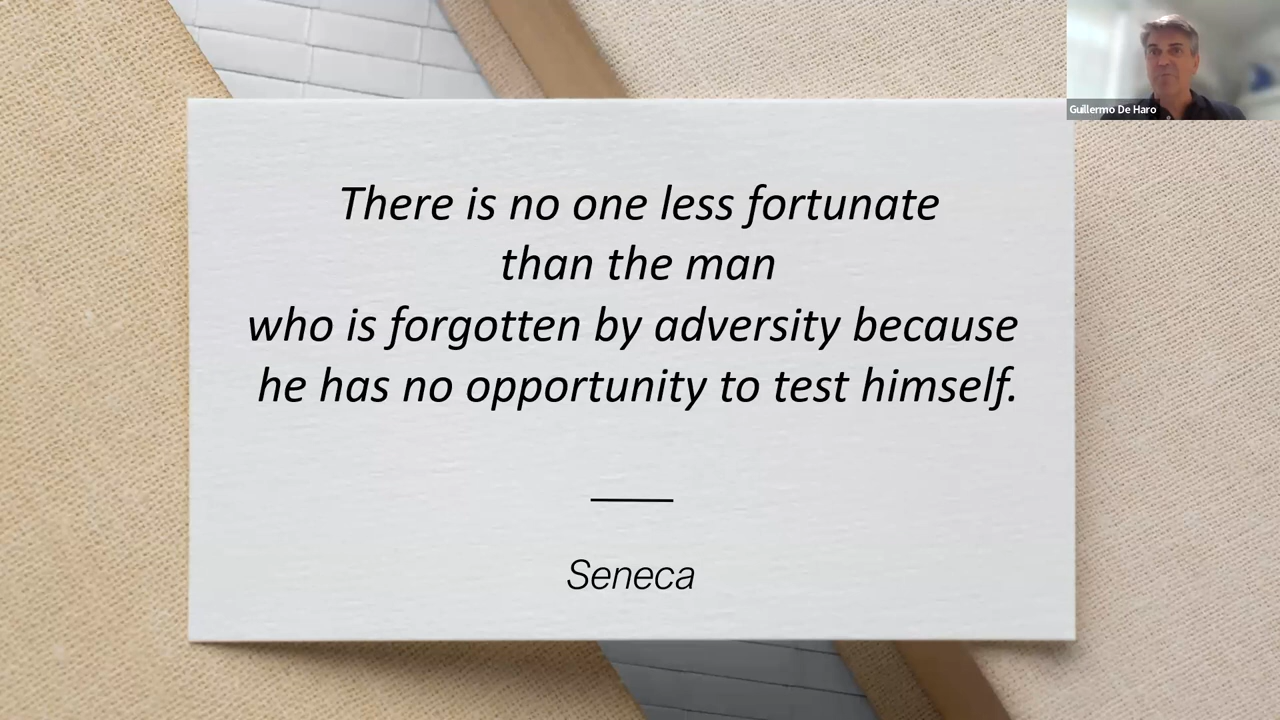 Guillermo De Haro
There is no one less fortunate
than the man
who is forgotten by adversity because
he has no opportunity to test himself.
Seneca